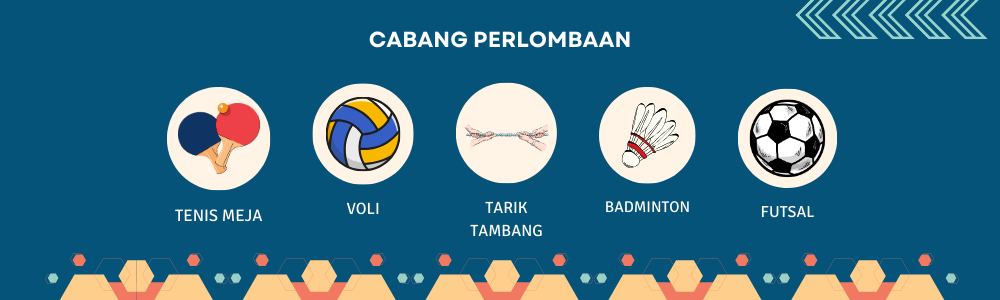 CABANG PERLOMBAAN
TENIS MEJA
VOLI
TARIK
TAMBANG
BADMINTON
FUTSAL